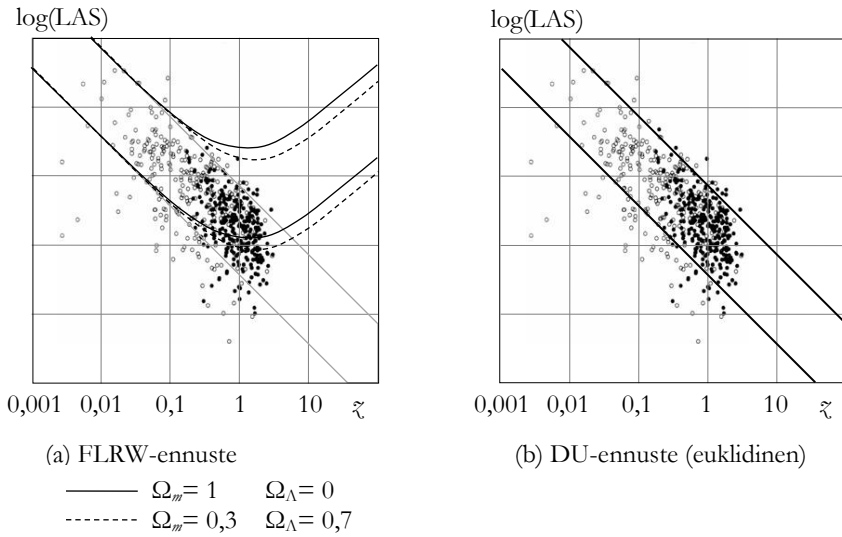 log(LAS)
0,001 0,01 0,1 1 10 z
(a) FLRW-ennuste
Ωm= 1 ΩΛ= 0
Ωm= 0,3 ΩΛ= 0,7
log(LAS)
0,001 0,01 0,1 1 10 z
(b) DU-ennuste (euklidinen)